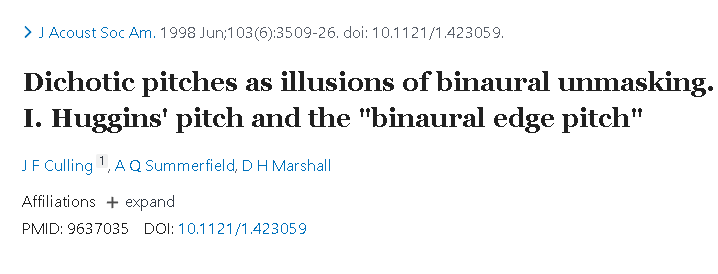 J Acoust Soc Am. 1998 Jun;103(6):3509-26. doi: 10.1121/1.423059.
Dichotic pitches as illusions of binaural unmasking.
I. Huggins' pitch and the "binaural edge pitch"
J F Culling 1, A Q Summerfield, D H Marshall
Affiliations + expand
PMID: 9637035 DOI: 10.1121/1.423059